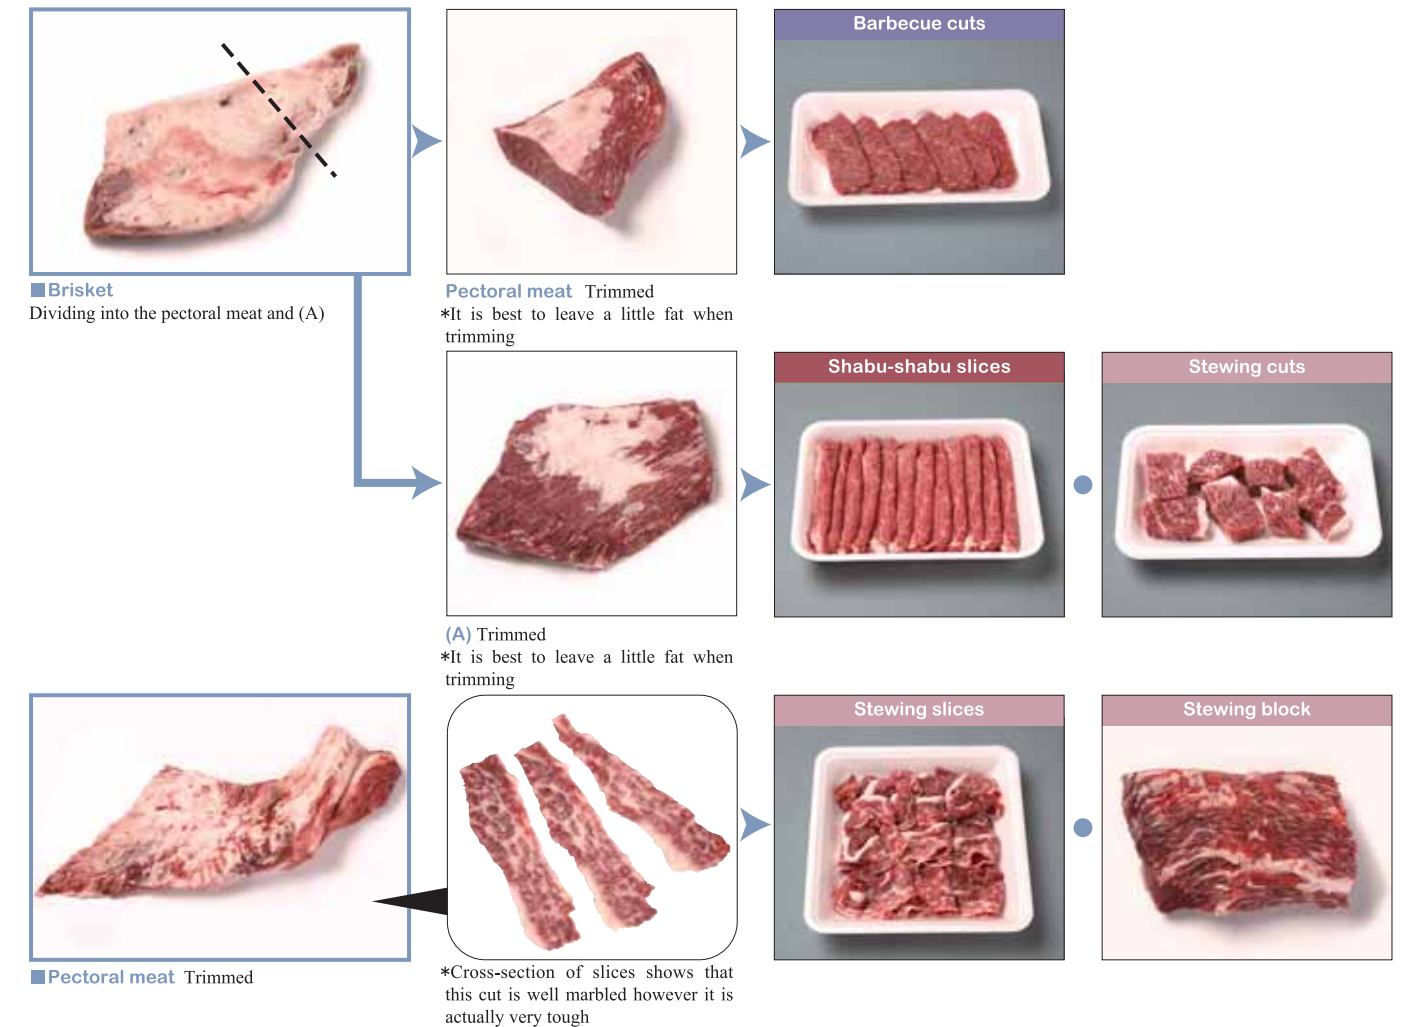 Barbecue cuts
■Brisket
Dividing into the pectoral meat and (A)
Pectoral meat Trimmed
*It is best to leave a little fat when
trimming
Shabu-shabu slices
Stewing cuts
(A) Trimmed
*It is best to leave a little fat when
trimming
Stewing slices
Stewing block
■Pectoral meat Trimmed
*Cross-section of slices shows that
this cut is well marbled however it is
actually very tough